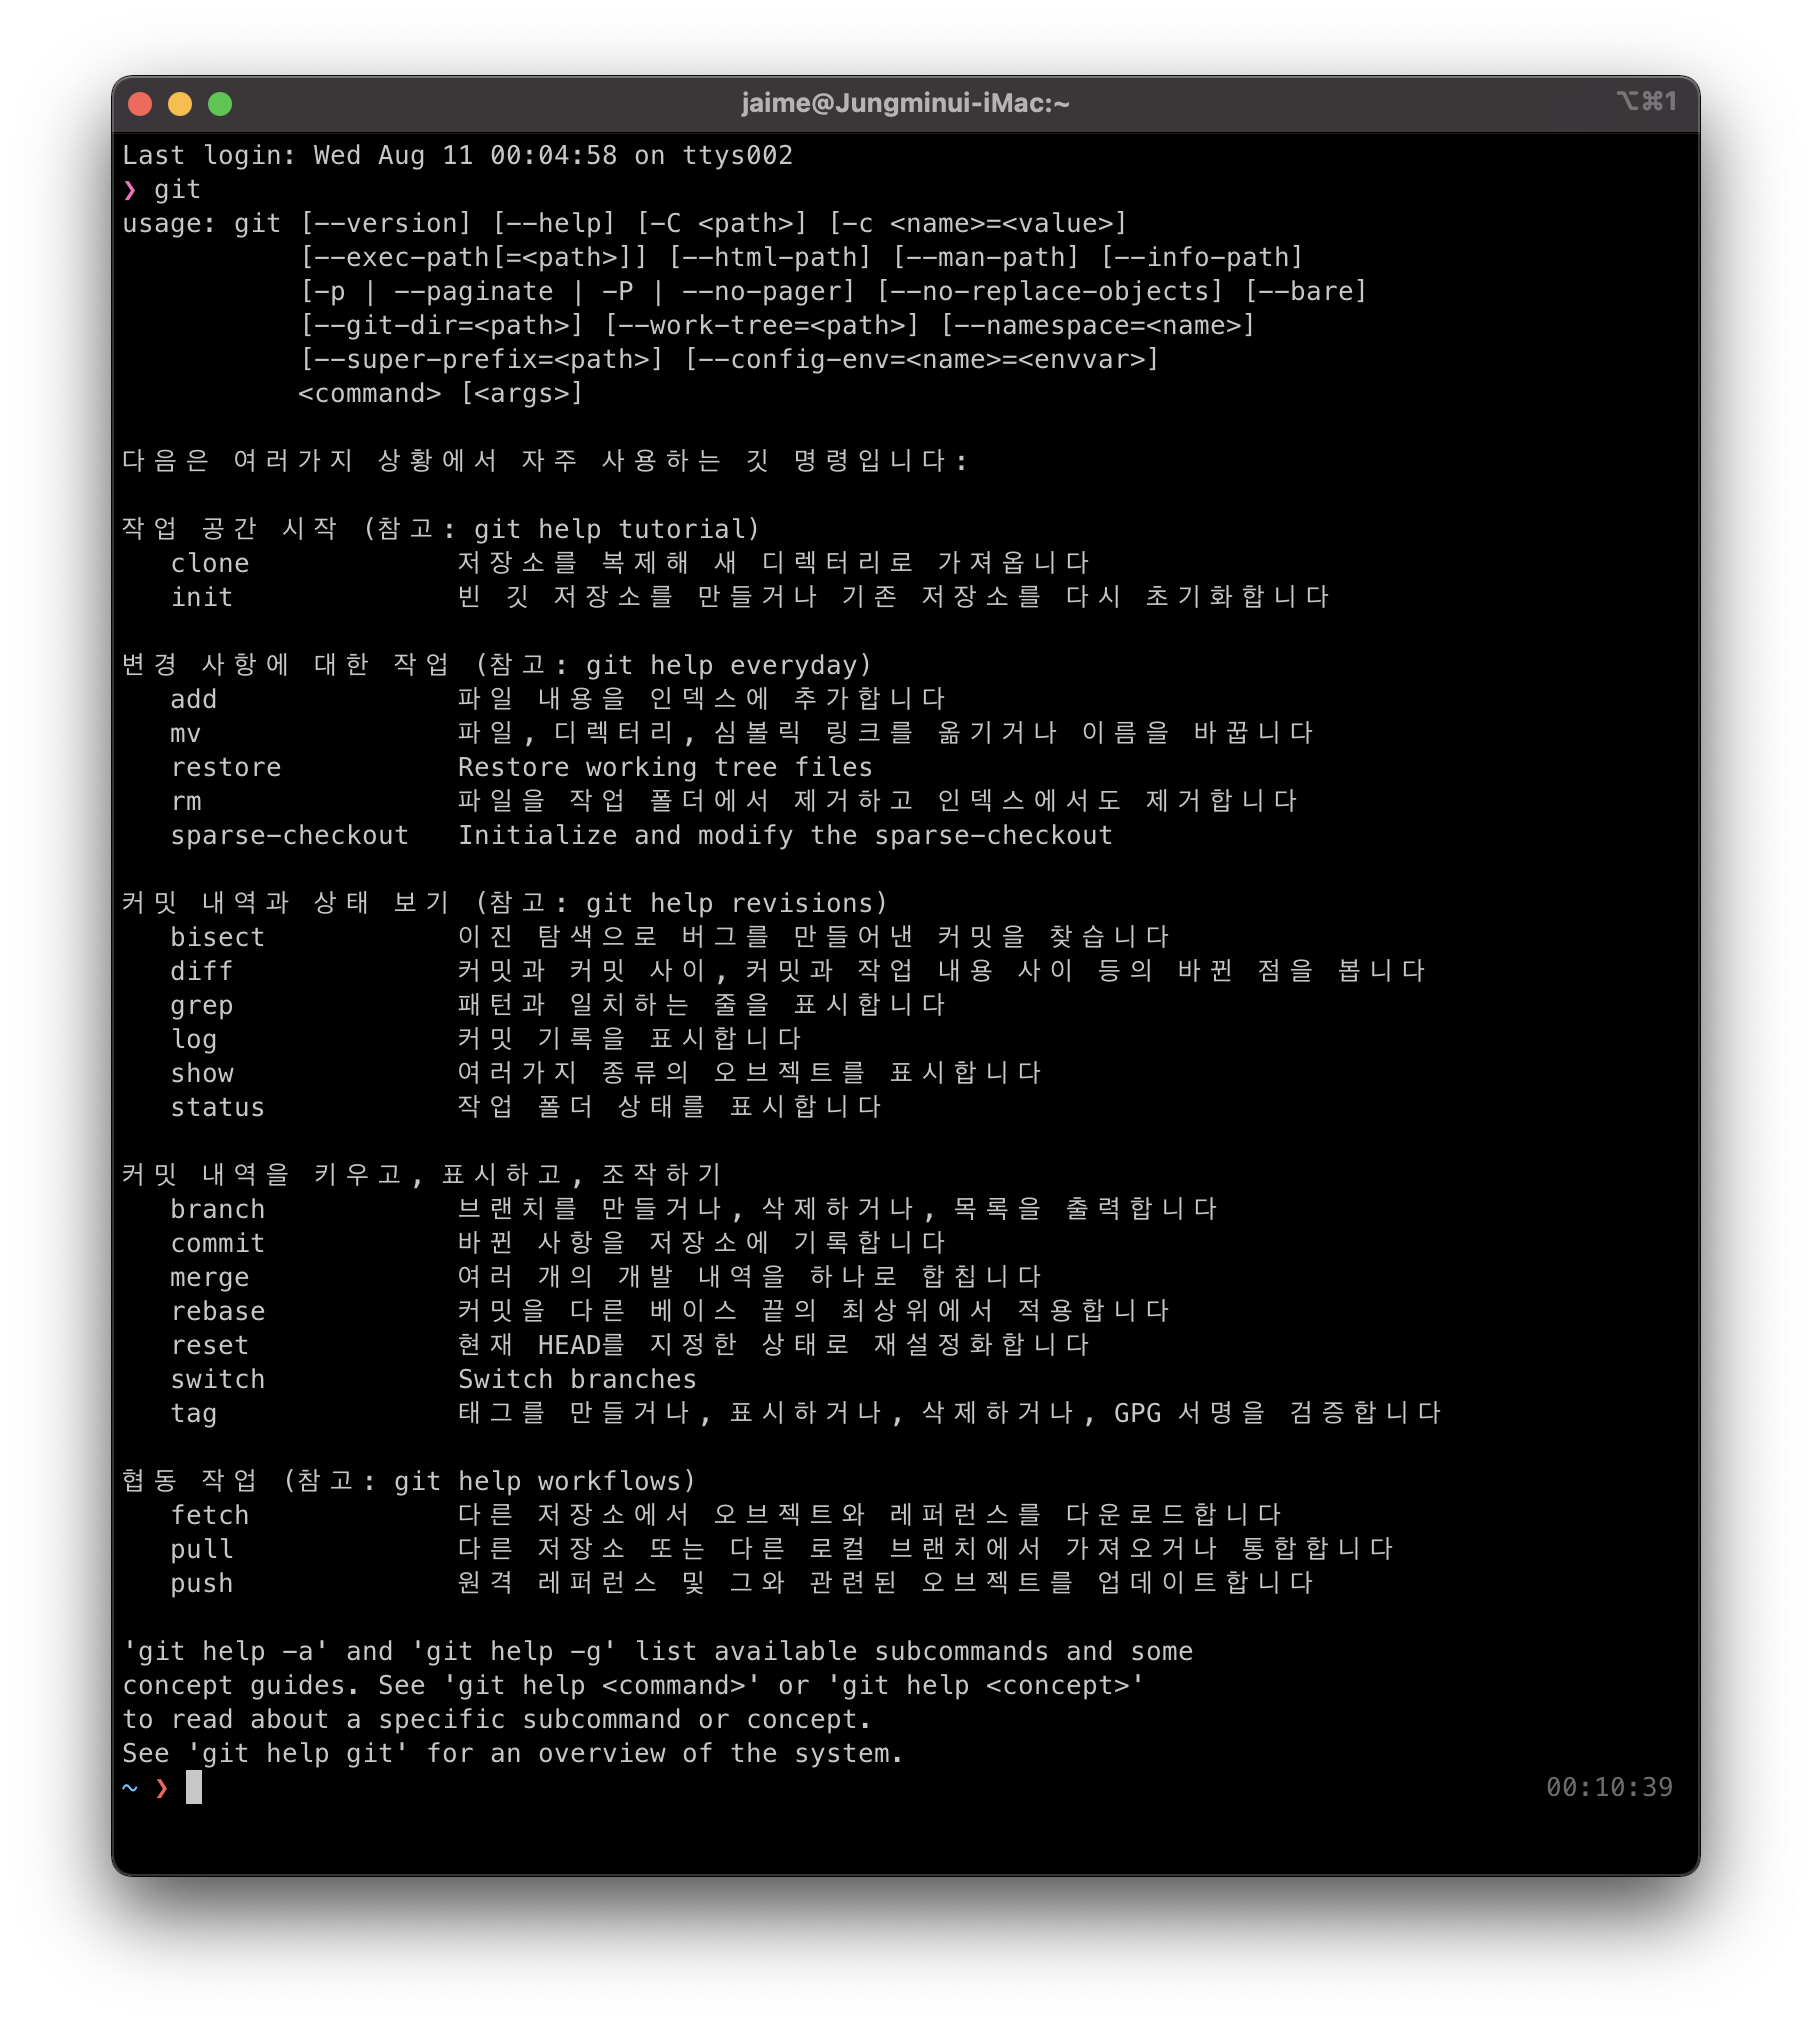 jaime@Jungminui-iMac:~ ⌥⌘1
Last login: Wed Aug 11 00:04:58 on ttys002
❯ git
usage: git [--version] [--help] [-C <path>] [-c <name>=<value>]
           [--exec-path[=<path>]] [--html-path] [--man-path] [--info-path]
           [-p | --paginate | -P | --no-pager] [--no-replace-objects] [--bare]
           [--git-dir=<path>] [--work-tree=<path>] [--namespace=<name>]
           [--super-prefix=<path>] [--config-env=<name>=<envvar>]
           <command> [<args>]
다음은 여러가지 상황에서 자주 사용하는 깃 명령입니다:
작업 공간 시작 (참고: git help tutorial)
   clone             저장소를 복제해 새 디렉터리로 가져옵니다
   init              빈 깃 저장소를 만들거나 기존 저장소를 다시 초기화합니다
변경 사항에 대한 작업 (참고: git help everyday)
   add               파일 내용을 인덱스에 추가합니다
   mv                파일, 디렉터리, 심볼릭 링크를 옮기거나 이름을 바꿉니다
   restore           Restore working tree files
   rm                파일을 작업 폴더에서 제거하고 인덱스에서도 제거합니다
   sparse-checkout   Initialize and modify the sparse-checkout
커밋 내역과 상태 보기 (참고: git help revisions)
   bisect            이진 탐색으로 버그를 만들어낸 커밋을 찾습니다
   diff              커밋과 커밋 사이, 커밋과 작업 내용 사이 등의 바뀐 점을 봅니다
   grep              패턴과 일치하는 줄을 표시합니다
   log               커밋 기록을 표시합니다
   show              여러가지 종류의 오브젝트를 표시합니다
   status            작업 폴더 상태를 표시합니다
커밋 내역을 키우고, 표시하고, 조작하기
   branch            브랜치를 만들거나, 삭제하거나, 목록을 출력합니다
   commit            바뀐 사항을 저장소에 기록합니다
   merge             여러 개의 개발 내역을 하나로 합칩니다
   rebase            커밋을 다른 베이스 끝의 최상위에서 적용합니다
   reset             현재 HEAD를 지정한 상태로 재설정화합니다
   switch            Switch branches
   tag               태그를 만들거나, 표시하거나, 삭제하거나, GPG 서명을 검증합니다
협동 작업 (참고: git help workflows)
   fetch             다른 저장소에서 오브젝트와 레퍼런스를 다운로드합니다
   pull              다른 저장소 또는 다른 로컬 브랜치에서 가져오거나 통합합니다
   push              원격 레퍼런스 및 그와 관련된 오브젝트를 업데이트합니다
'git help -a' and 'git help -g' list available subcommands and some
concept guides. See 'git help <command>' or 'git help <concept>'
to read about a specific subcommand or concept.
See 'git help git' for an overview of the system.
~ ❯ 00:10:39